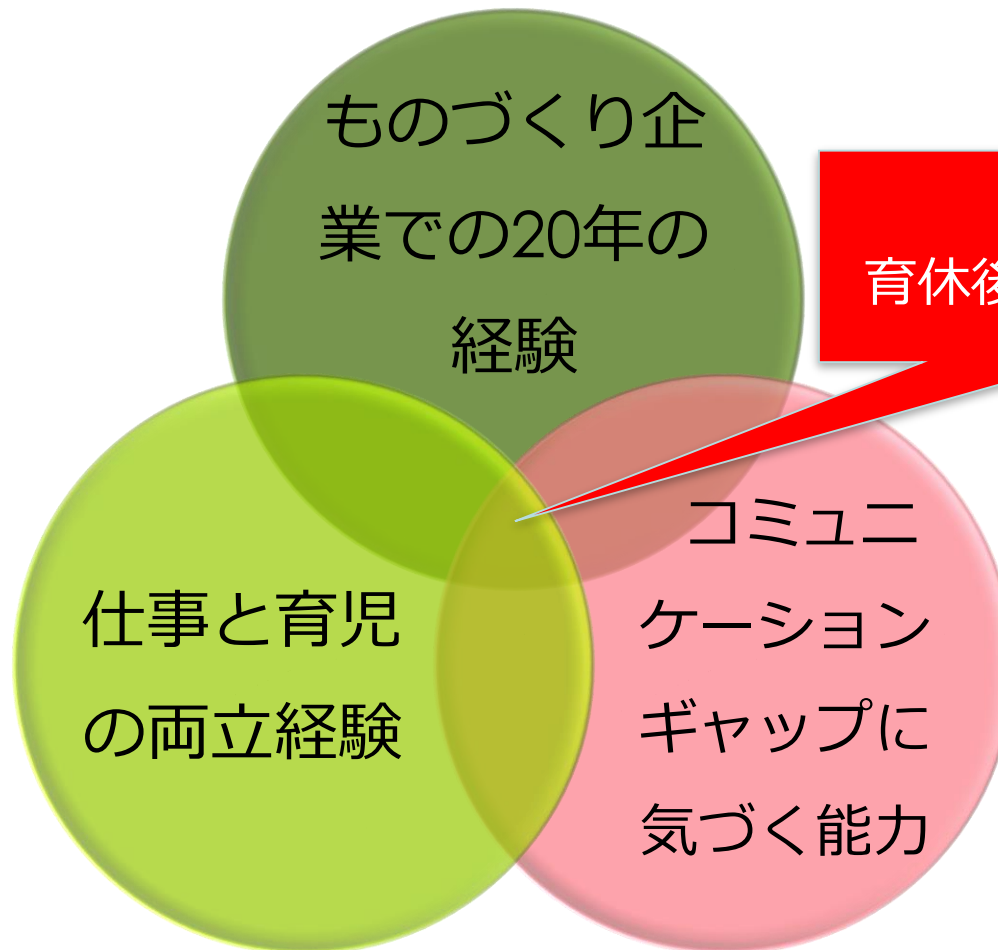 ものづくり企
業での20年の
経験
育休後
仕事と育児
の両立経験
コミュニ
ケーション
ギャップに
気づく能力